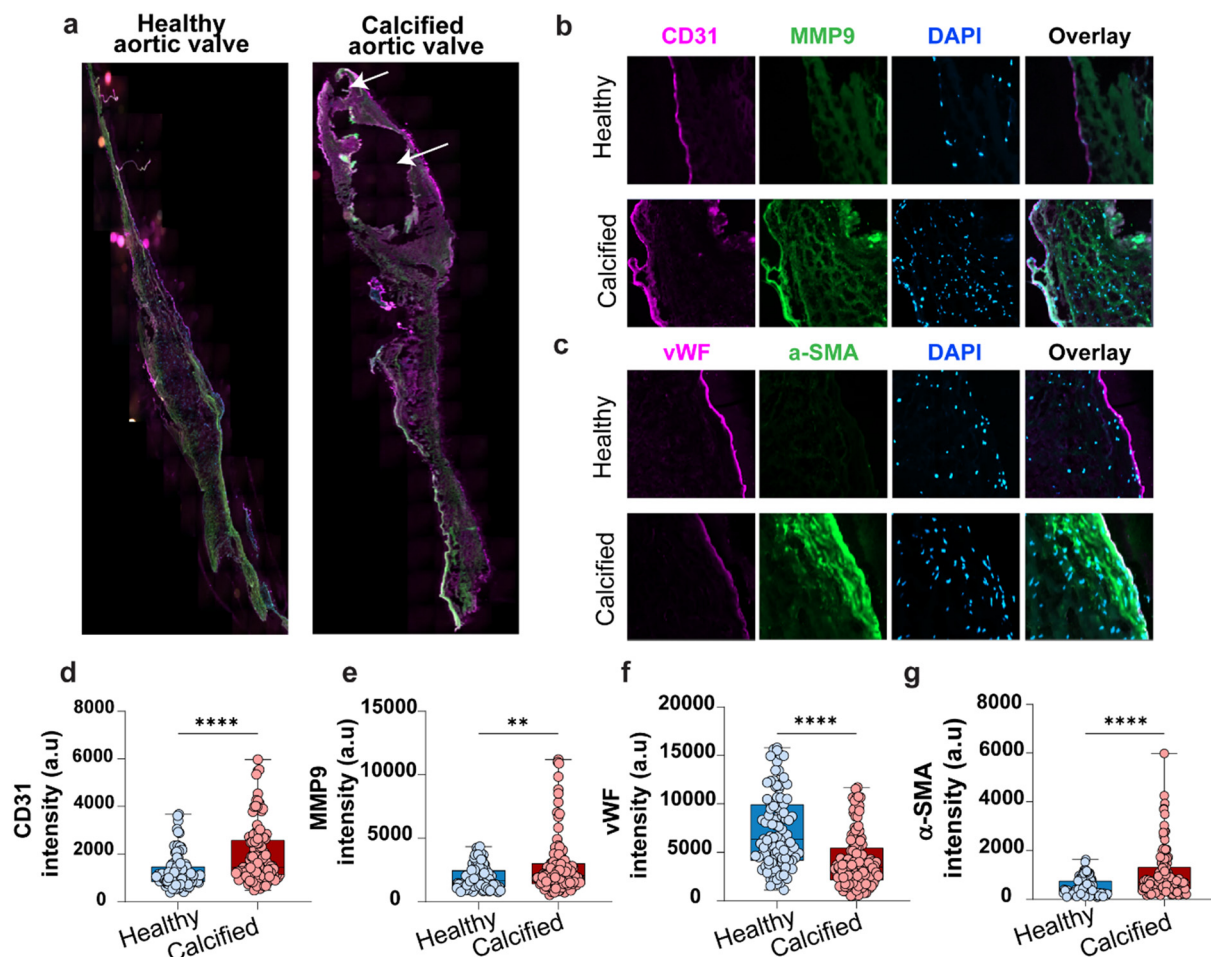 a
Healthy
aortic valve
Calcified
aortic valve
b
CD31
MMP9
DAPI
Overlay
Healthy
Calcified
c
vWF
a-SMA
DAPI
Overlay
Healthy
Calcified
d
8000
6000
4000
2000
0
CD31
intensity (a.u)
****
Healthy
Calcified
e
15000
10000
5000
0
MMP9
intensity (a.u)
**
Healthy
Calcified
f
20000
15000
10000
5000
0
vWF
intensity (a.u)
****
Healthy
Calcified
g
8000
6000
4000
2000
0
α-SMA
intensity (a.u)
****
Healthy
Calcified